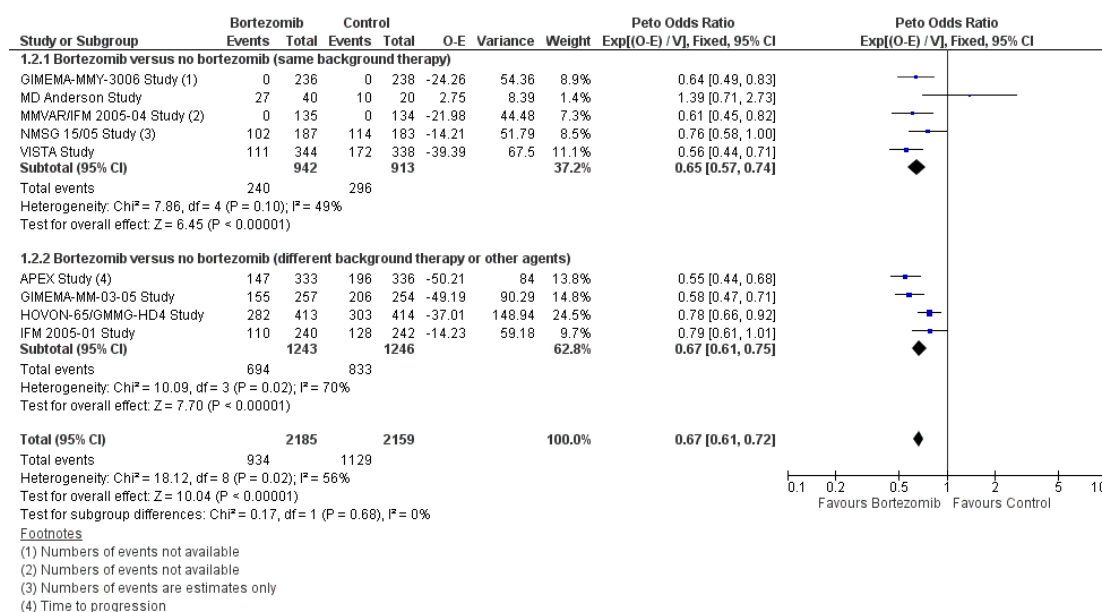 Bortezomib Control Peto Odds Ratio Peto Odds Ratio
Study or Subgroup Events Total Events Total O-E Variance Weight Exp[(O-E) / V], Fixed, 95% CI Exp[(O-E) / V], Fixed, 95% CI
1.2.1 Bortezomib versus no bortezomib (same background therapy)
GIMEMA-MMY-3006 Study (1) 0 236 0 238 -24.26 54.36 8.9% 0.64 [0.49, 0.83]
MD Anderson Study 27 40 10 20 2.75 8.39 1.4% 1.39 [0.71, 2.73]
MMVAR/IFM 2005-04 Study (2) 0 135 0 134 -21.98 44.48 7.3% 0.61 [0.45, 0.82]
NMSG 15/05 Study (3) 102 187 114 183 -14.21 51.79 8.5% 0.76 [0.58, 1.00]
VISTA Study 111 344 172 338 -39.39 67.5 11.1% 0.56 [0.44, 0.71]
Subtotal (95% CI) 942 913 37.2% 0.65 [0.57, 0.74]
Total events 240 296
Heterogeneity: Chi² = 7.86, df = 4 (P = 0.10); I² = 49%
Test for overall effect: Z = 6.45 (P < 0.00001)
1.2.2 Bortezomib versus no bortezomib (different background therapy or other agents)
APEX Study (4) 147 333 196 336 -50.21 84 13.8% 0.55 [0.44, 0.68]
GIMEMA-MM-03-05 Study 155 257 206 254 -49.19 90.29 14.8% 0.58 [0.47, 0.71]
HOVON-65/GMMG-HD4 Study 282 413 303 414 -37.01 148.94 24.5% 0.78 [0.66, 0.92]
IFM 2005-01 Study 110 240 128 242 -14.23 59.18 9.7% 0.79 [0.61, 1.01]
Subtotal (95% CI) 1243 1246 62.8% 0.67 [0.61, 0.75]
Total events 694 833
Heterogeneity: Chi² = 10.09, df = 3 (P = 0.02); I² = 70%
Test for overall effect: Z = 7.70 (P < 0.00001)
Total (95% CI) 2185 2159 100.0% 0.67 [0.61, 0.72]
Total events 934 1129
Heterogeneity: Chi² = 18.12, df = 8 (P = 0.02); I² = 56%
Test for overall effect: Z = 10.04 (P < 0.00001)
Test for subgroup differences: Chi² = 0.17, df = 1 (P = 0.68), I² = 0%
0.1 0.2 0.5 1 2 5 10
Favours Bortezomib Favours Control
Footnotes
(1) Numbers of events not available
(2) Numbers of events not available
(3) Numbers of events are estimates only
(4) Time to progression